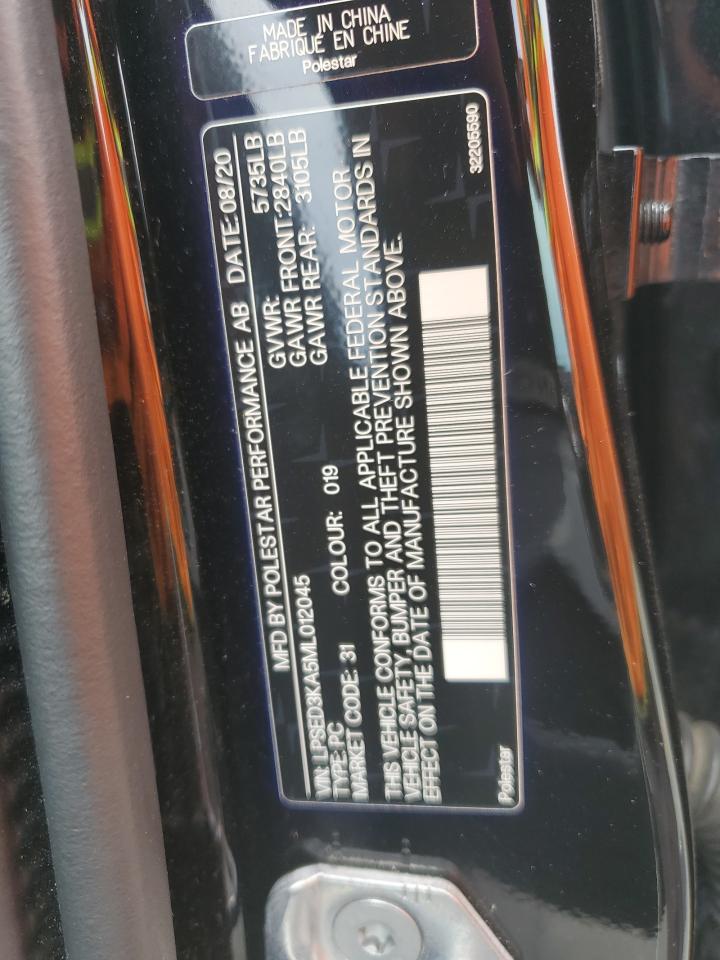 MADE IN CHINA
FABRIQUÉ EN CHINE
Polestar
MFD BY POLESTAR PERFORMANCE AB DATE:08/20
GVWR: 5735LB
GAWR FRONT:2840LB
GAWR REAR: 3105LB
VIN: LPSED3KA5ML012045
TYPE: PC
MARKET CODE: 31 COLOUR: 019
THIS VEHICLE CONFORMS TO ALL APPLICABLE FEDERAL MOTOR
VEHICLE SAFETY, BUMPER AND THEFT PREVENTION STANDARDS IN
EFFECT ON THE DATE OF MANUFACTURE SHOWN ABOVE.
Polestar
32205590